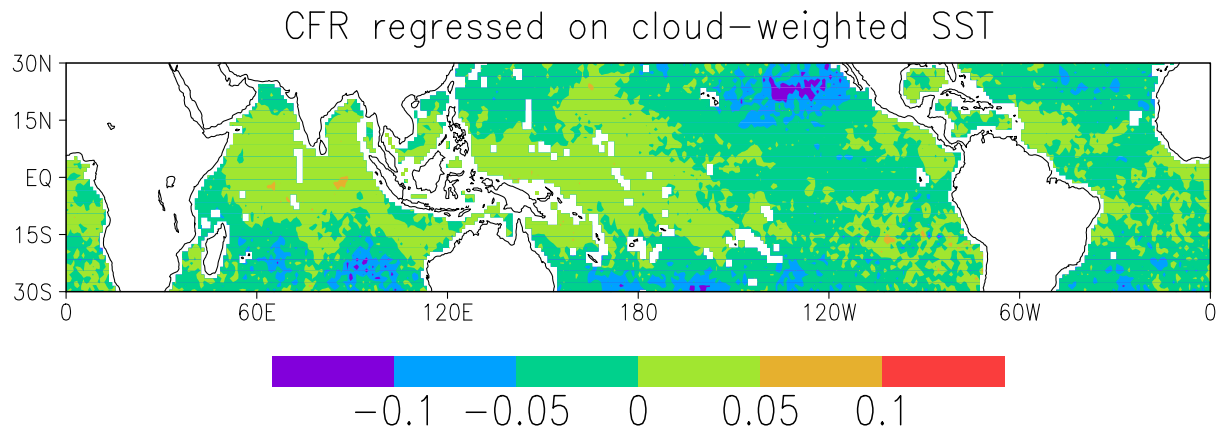 CFR regressed on cloud-weighted SST
30N
15N
EQ
15S
30S
0 60E 120E 180 120W 60W 0
-0.1 -0.05 0 0.05 0.1